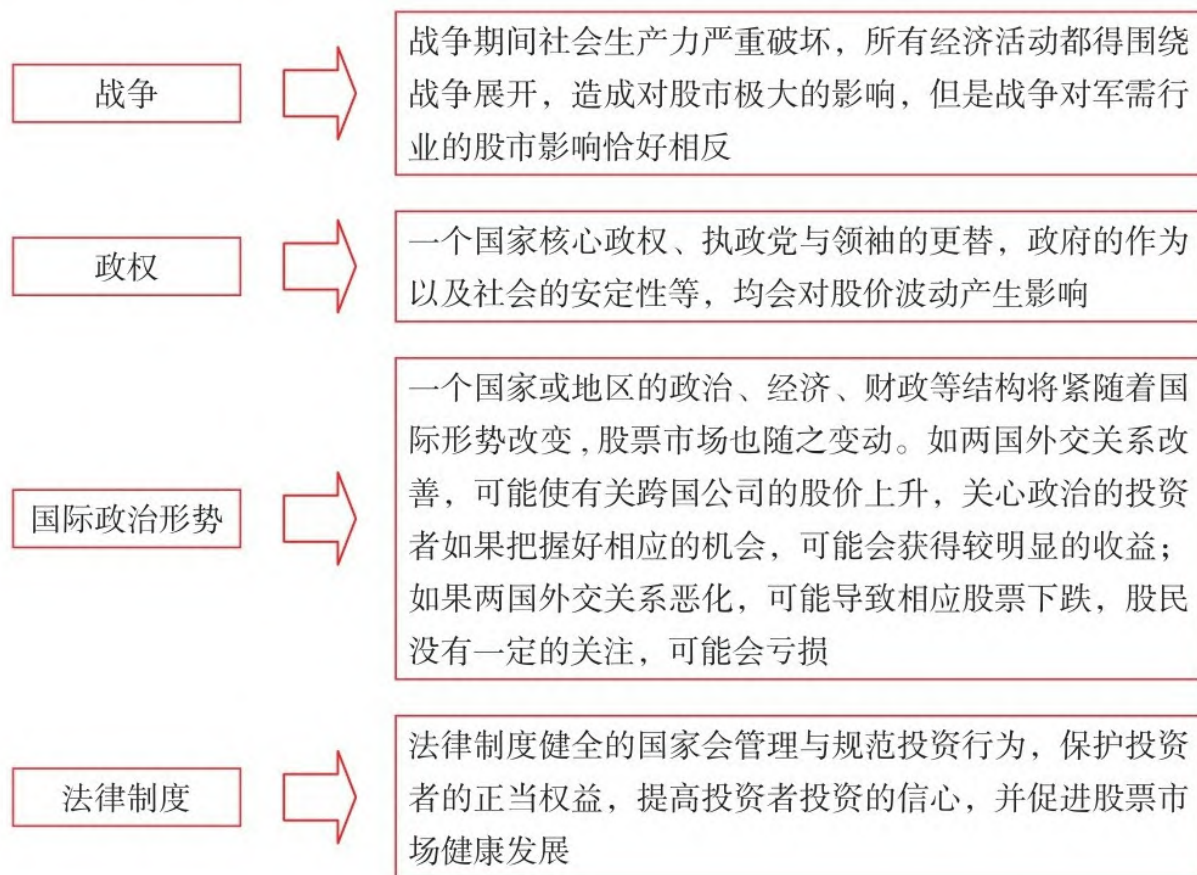 战争
战争期间社会生产力严重破坏，所有经济活动都得围绕
战争展开，造成对股市极大的影响，但是战争对军需行
业的股市影响恰好相反
政权
一个国家核心政权、执政党与领袖的更替，政府的作为
以及社会的安定性等，均会对股价波动产生影响
国际政治形势
一个国家或地区的政治、经济、财政等结构将紧随着国
际形势改变，股票市场也随之变动。如两国外交关系改
善，可能使有关跨国公司的股价上升，关心政治的投资
者如果把握好相应的机会，可能会获得较明显的收益；
如果两国外交关系恶化，可能导致相应股票下跌，股民
没有一定的关注，可能会亏损
法律制度
法律制度健全的国家会管理与规范投资行为，保护投资
者的正当权益，提高投资者投资的信心，并促进股票市
场健康发展